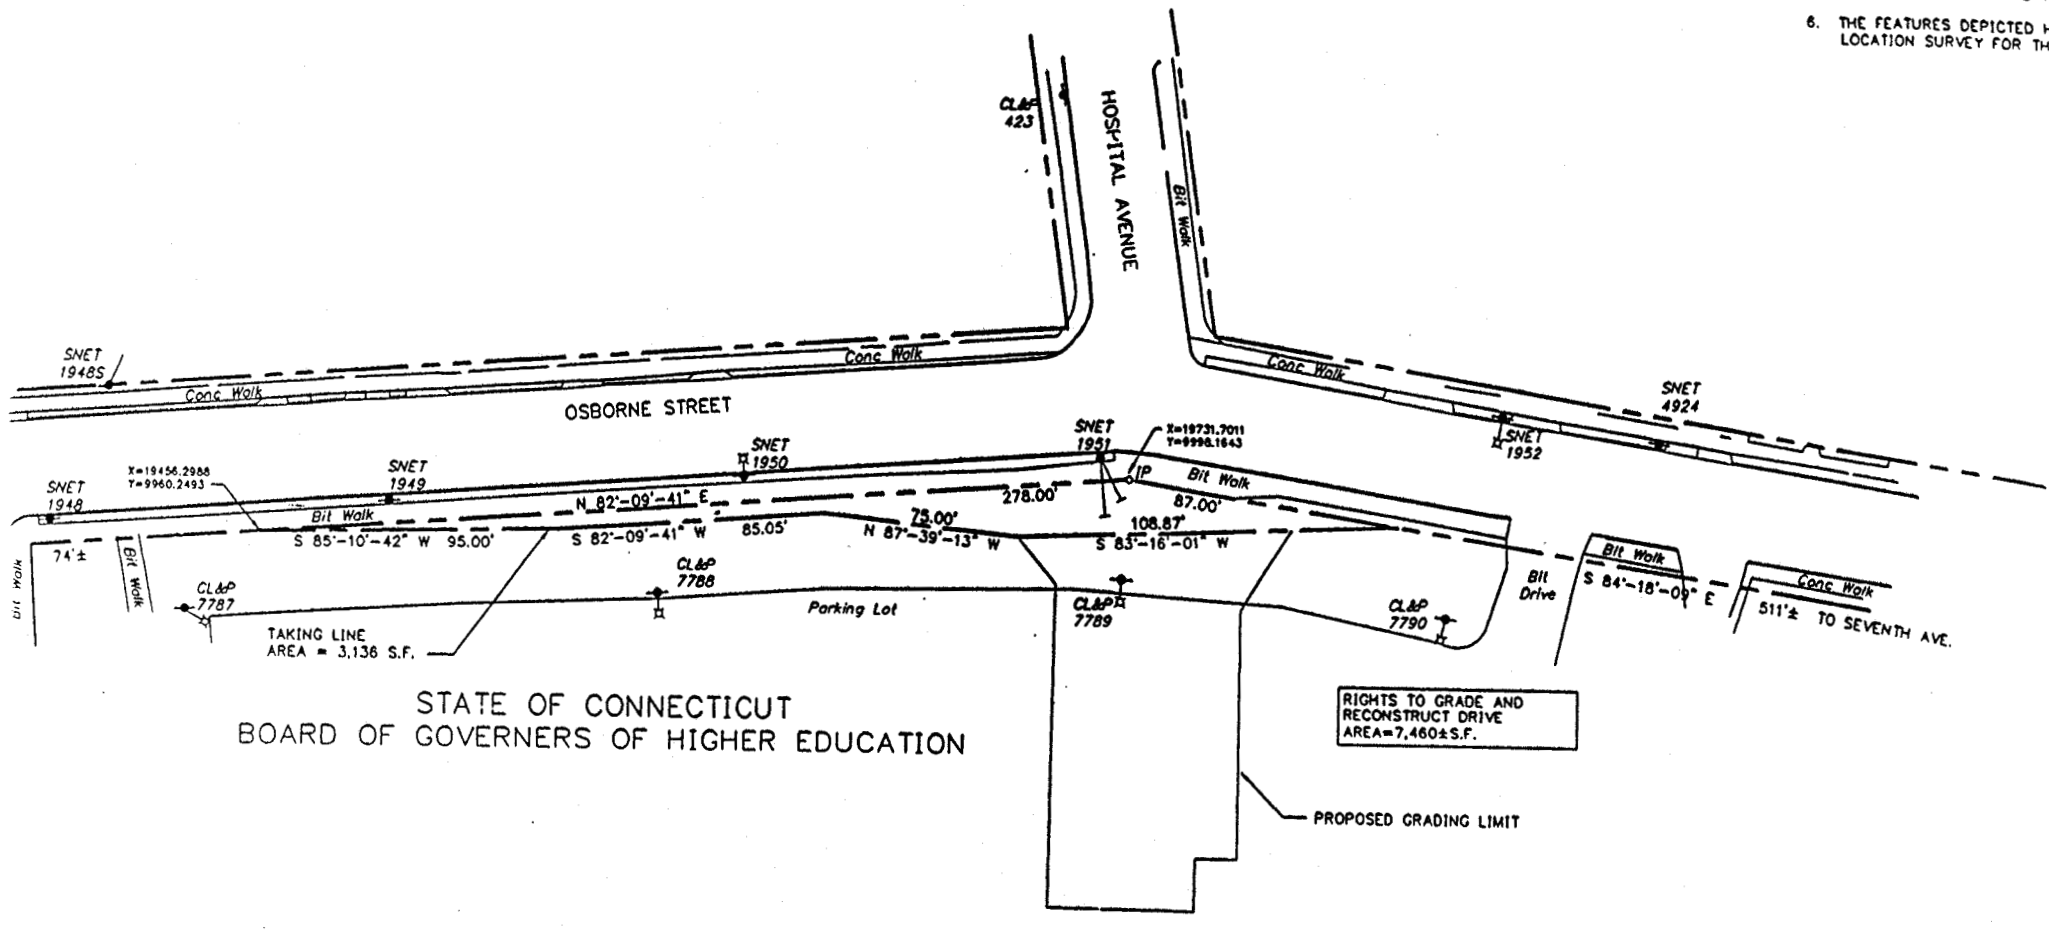 6. THE FEATURES DEPICTED
LOCATION SURVEY FOR
CL&P
423
HOSPITAL AVENUE
Bit Walk
SNET
1948S
Conc Walk
Conc Walk
OSBORNE STREET
Conc Walk
SNET
4924
SNET
1952
SNET
1951
X=19731.7011
Y=9998.1643
IP
Bit Walk
SNET
1950
SNET
1949
X=19456.2988
Y=9960.2493
SNET
1948
Bit Walk
N 82°-09'-41" E
278.00'
87.00'
74'±
S 85°-10'-42" W 95.00'
S 82°-09'-41" W 85.05'
75.00'
N 87°-39'-13" W
108.87'
S 83°-16'-01" W
Bit Walk
Bit Walk
CL&P
7787
CL&P
7788
Parking Lot
CL&P
7789
CL&P
7790
Bit
Drive
Bit Walk
S 84°-18'-09" E
Conc Walk
511'± TO SEVENTH AVE.
TAKING LINE
AREA = 3,136 S.F.
STATE OF CONNECTICUT
BOARD OF GOVERNERS OF HIGHER EDUCATION
RIGHTS TO GRADE AND
RECONSTRUCT DRIVE
AREA=7,460±S.F.
PROPOSED GRADING LIMIT